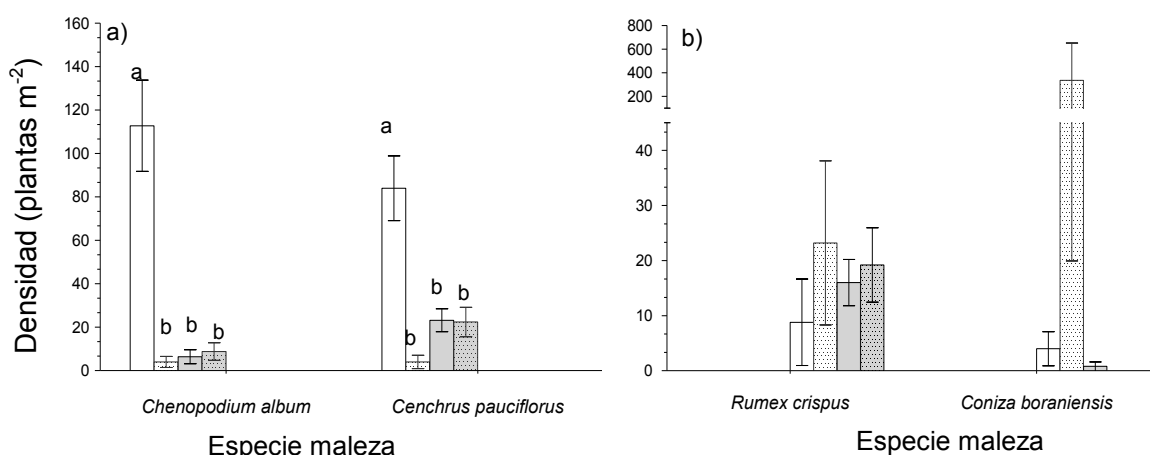 a)
Densidad (plantas m-2)
160
140
120
100
80
60
40
20
0
a
b
b
b
a
b
b
b
Chenopodium album
Cenchrus pauciflorus
Especie maleza
b)
800
600
400
200
40
30
20
10
0
Rumex crispus
Coniza boraniensis
Especie maleza